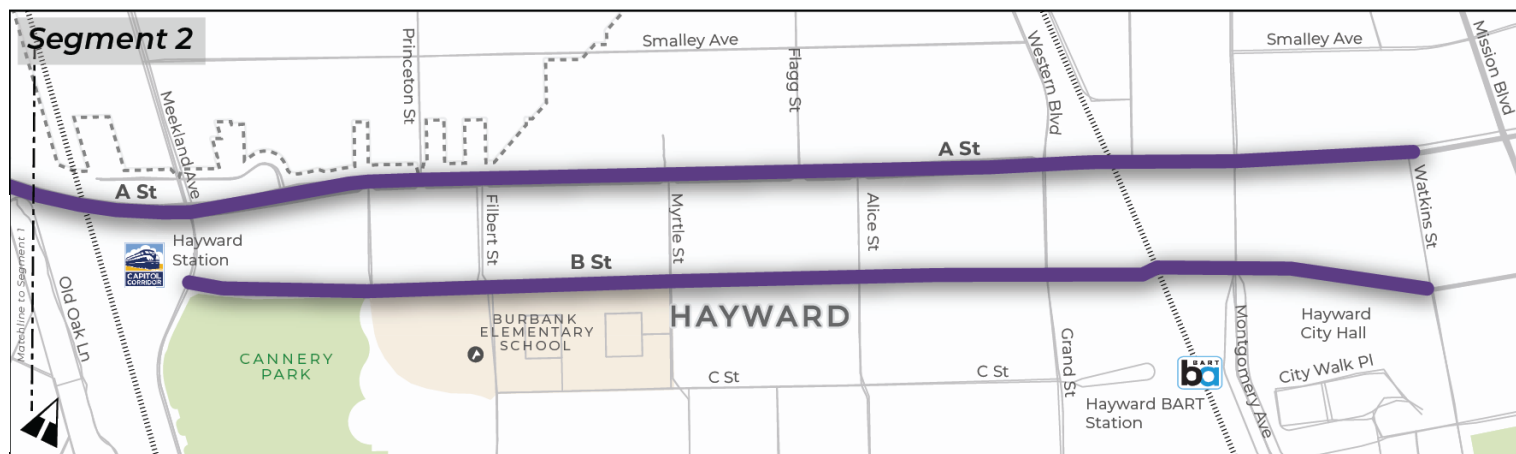 Segment 2
Princeton St
Smalley Ave
Flagg St
Western Blvd
Smalley Ave
Mission Blvd
Meekland Ave
A St
A St
Matchline to Segment 1
Old Oak Ln
CAPITOL
CORRIDOR
Hayward
Station
Filbert St
B St
Myrtle St
Alice St
Watkins St
CANNERY
PARK
BURBANK
ELEMENTARY
SCHOOL
HAYWARD
C St
C St
Grand St
BART
ba
Hayward BART
Station
Montgomery Ave
Hayward
City Hall
City Walk Pl